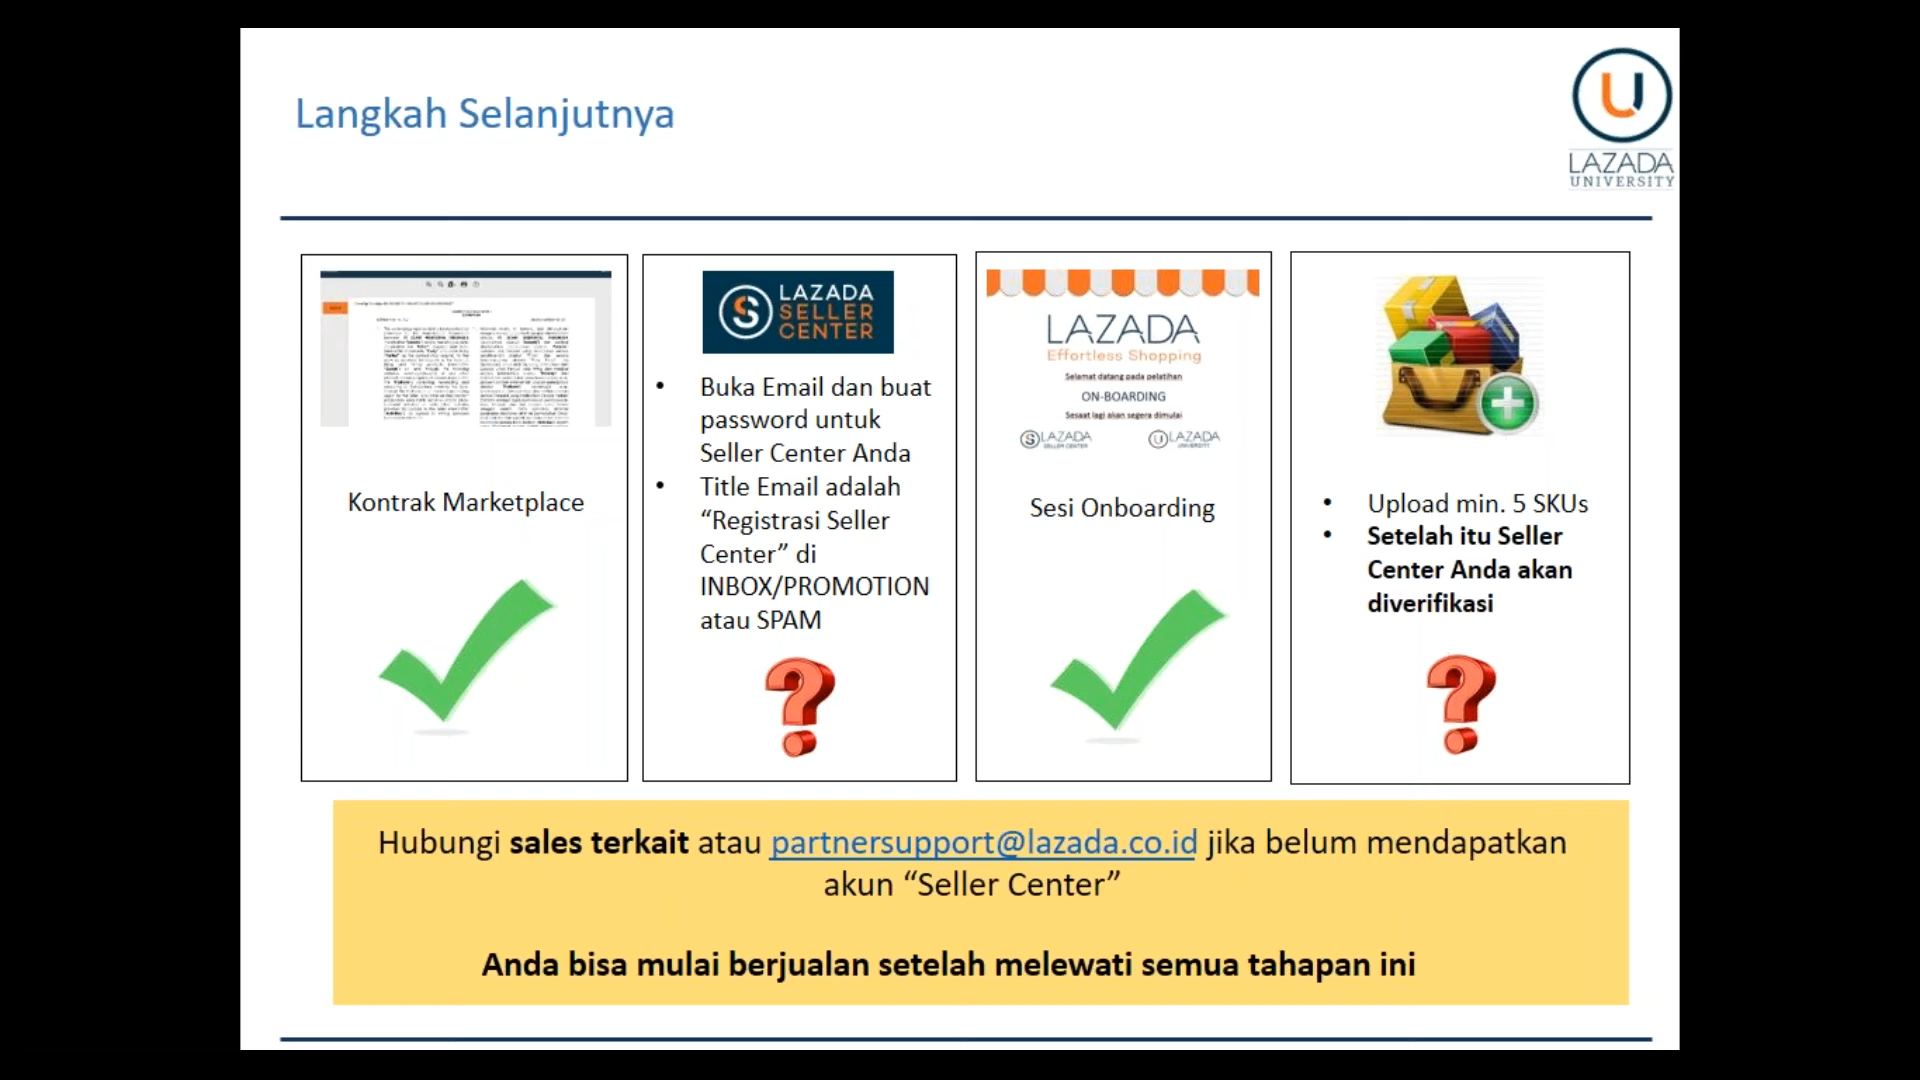 Langkah Selanjutnya
U
LAZADA
UNIVERSITY
Kontrak Marketplace
S LAZADA
SELLER
CENTER
• Buka Email dan buat
password untuk
Seller Center Anda
• Title Email adalah
“Registrasi Seller
Center” di
INBOX/PROMOTION
atau SPAM
LAZADA
Effortless Shopping
Selamat datang pada pelatihan
ON-BOARDING
Sesaat lagi akan segera dimulai
S LAZADA
SELLER CENTER
U LAZADA
UNIVERSITY
Sesi Onboarding
• Upload min. 5 SKUs
• Setelah itu Seller
Center Anda akan
diverifikasi
Hubungi sales terkait atau partnersupport@lazada.co.id jika belum mendapatkan
akun “Seller Center”
Anda bisa mulai berjualan setelah melewati semua tahapan ini